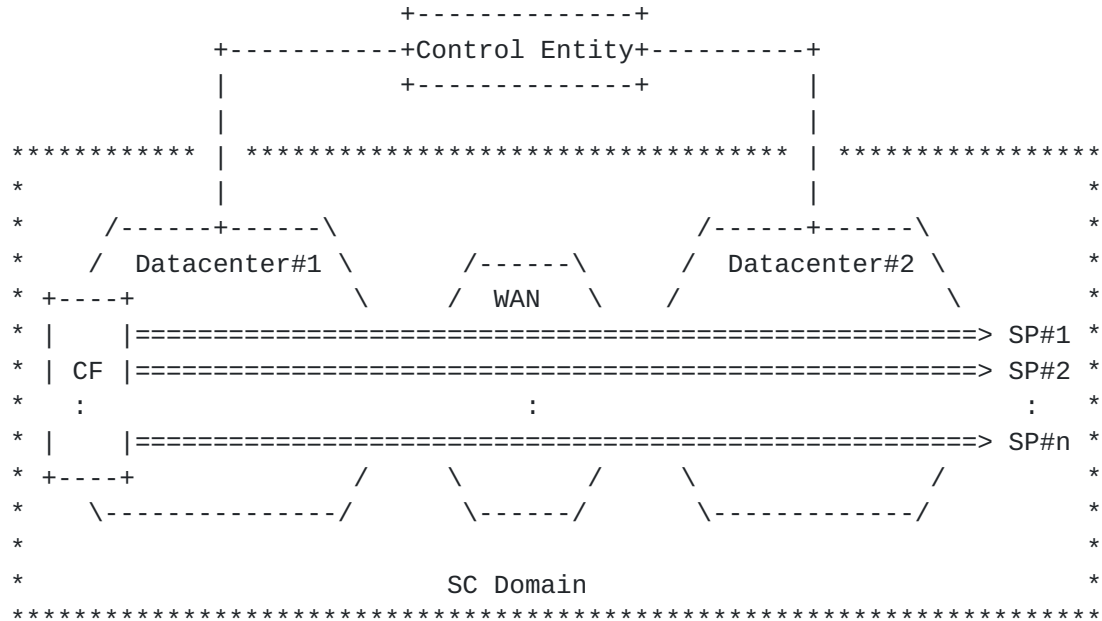 Control Entity
Datacenter#1 Datacenter#2
WAN
SP#1
CF SP#2
: : :
SP#n
SC Domain